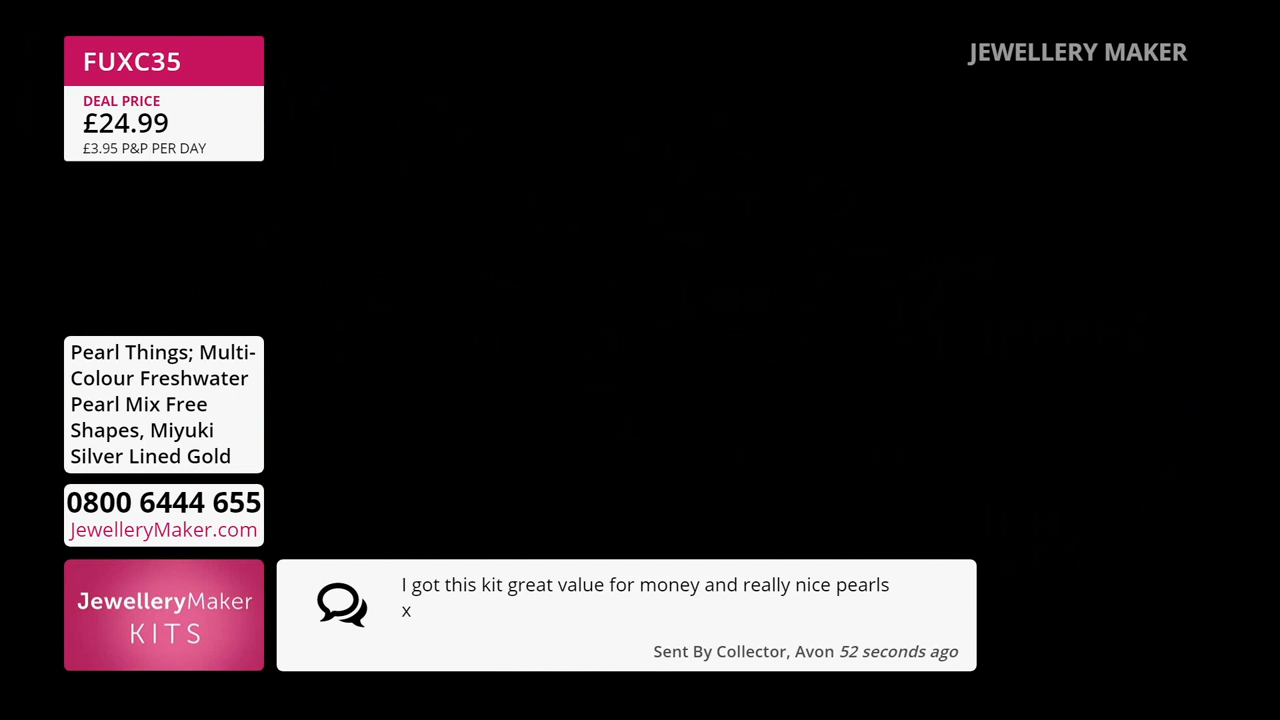 FUXC35
DEAL PRICE
£24.99
£3.95 P&P PER DAY
JEWELLERY MAKER
Pearl Things; Multi-
Colour Freshwater
Pearl Mix Free
Shapes, Miyuki
Silver Lined Gold
0800 6444 655
JewelleryMaker.com
JewelleryMaker
KITS
I got this kit great value for money and really nice pearls
x
Sent By Collector, Avon 52 seconds ago